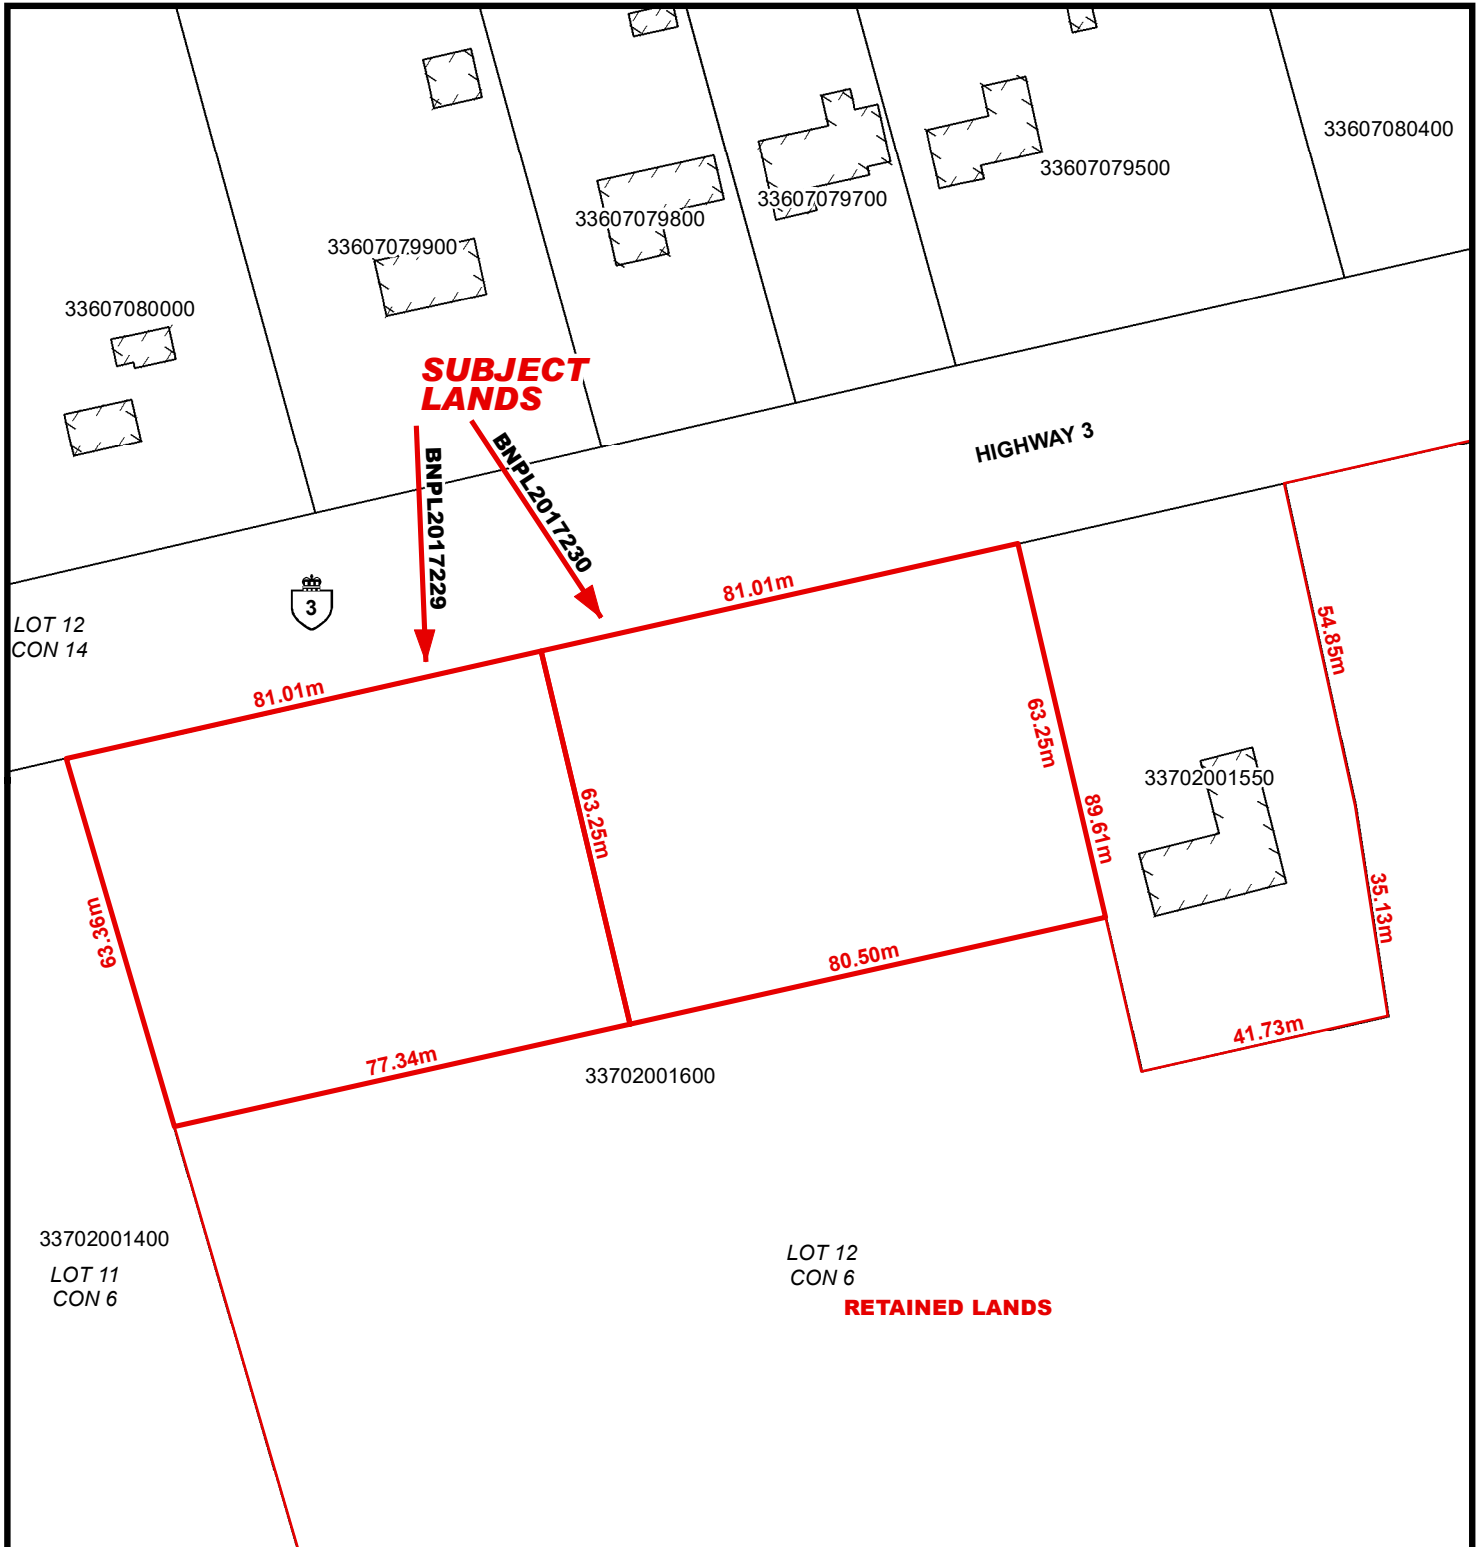 33607080400
33607079500
33607079700
33607079800
33607079900
33607080000
SUBJECT
LANDS
HIGHWAY 3
BNPL2017229
BNPL2017230
3
LOT 12
CON 14
81.01m
81.01m
54.85m
63.25m
33702001550
63.25m
89.61m
63.36m
35.13m
80.50m
41.73m
77.34m
33702001600
33702001400
LOT 11
CON 6
LOT 12
CON 6
RETAINED LANDS